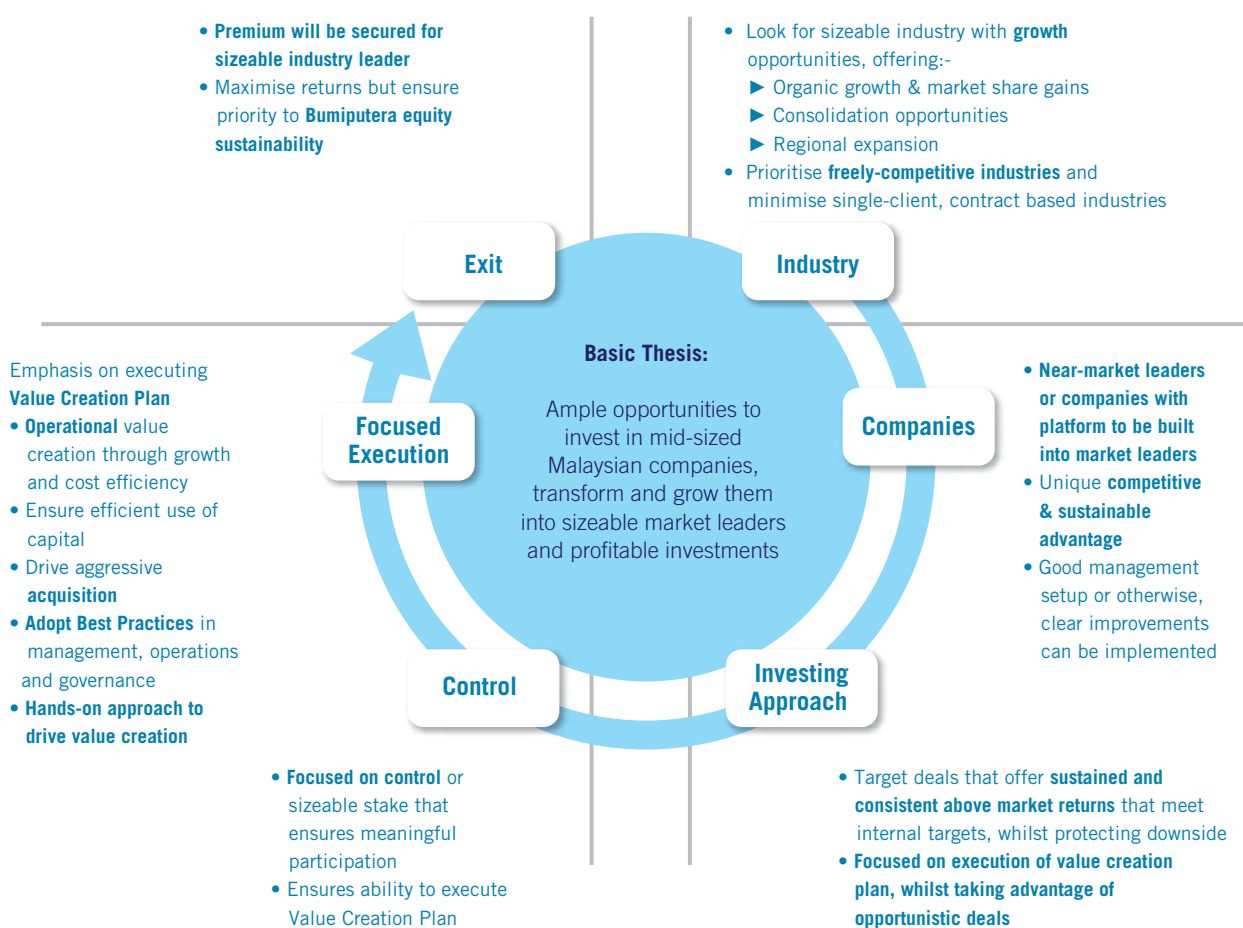 • Premium will be secured for
sizeable industry leader
• Maximise returns but ensure
priority to Bumiputera equity
sustainability
• Look for sizeable industry with growth
opportunities, offering:-
► Organic growth & market share gains
► Consolidation opportunities
► Regional expansion
• Prioritise freely-competitive industries and
minimise single-client, contract based industries
Exit
Industry
Basic Thesis:
Ample opportunities to
invest in mid-sized
Malaysian companies,
transform and grow them
into sizeable market leaders
and profitable investments
Emphasis on executing
Value Creation Plan
• Operational value
creation through growth
and cost efficiency
• Ensure efficient use of
capital
• Drive aggressive
acquisition
• Adopt Best Practices in
management, operations
and governance
• Hands-on approach to
drive value creation
Focused
Execution
Companies
• Near-market leaders
or companies with
platform to be built
into market leaders
• Unique competitive
& sustainable
advantage
• Good management
setup or otherwise,
clear improvements
can be implemented
Control
Investing
Approach
• Focused on control or
sizeable stake that
ensures meaningful
participation
• Ensures ability to execute
Value Creation Plan
• Target deals that offer sustained and
consistent above market returns that meet
internal targets, whilst protecting downside
• Focused on execution of value creation
plan, whilst taking advantage of
opportunistic deals